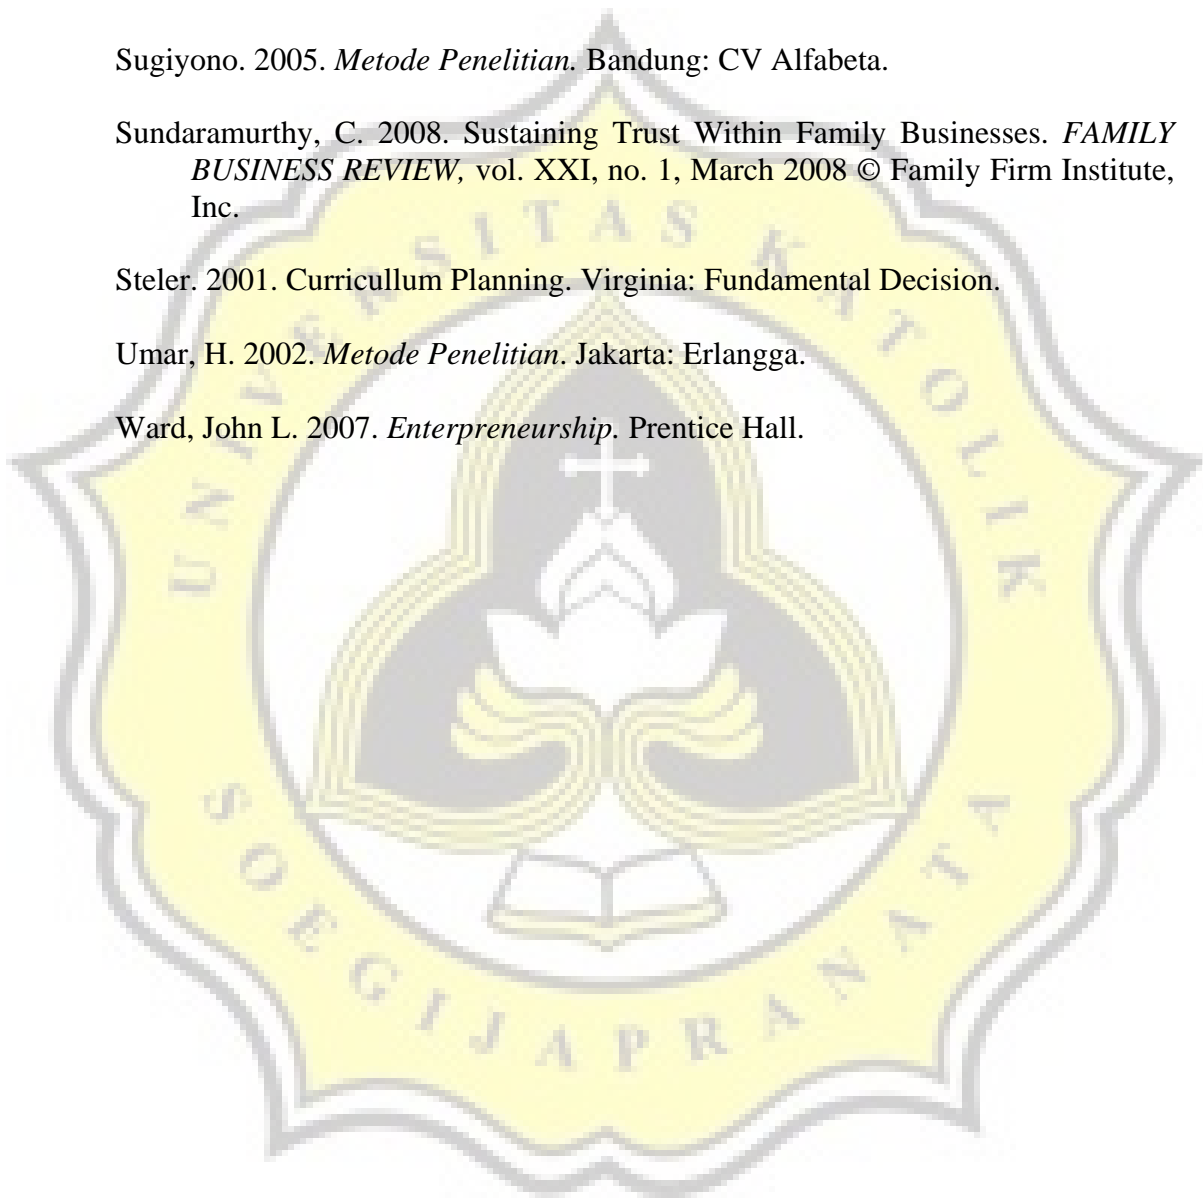 Sugiyono. 2005. Metode Penelitian. Bandung: CV Alfabeta.
Sundaramurthy, C. 2008. Sustaining Trust Within Family Businesses. FAMILY
BUSINESS REVIEW, vol. XXI, no. 1, March 2008 © Family Firm Institute,
Inc.
Steler. 2001. Curricullum Planning. Virginia: Fundamental Decision.
Umar, H. 2002. Metode Penelitian. Jakarta: Erlangga.
Ward, John L. 2007. Enterpreneurship. Prentice Hall.
UNIVERSITAS KATOLIK
SOEGIJAPRANATA